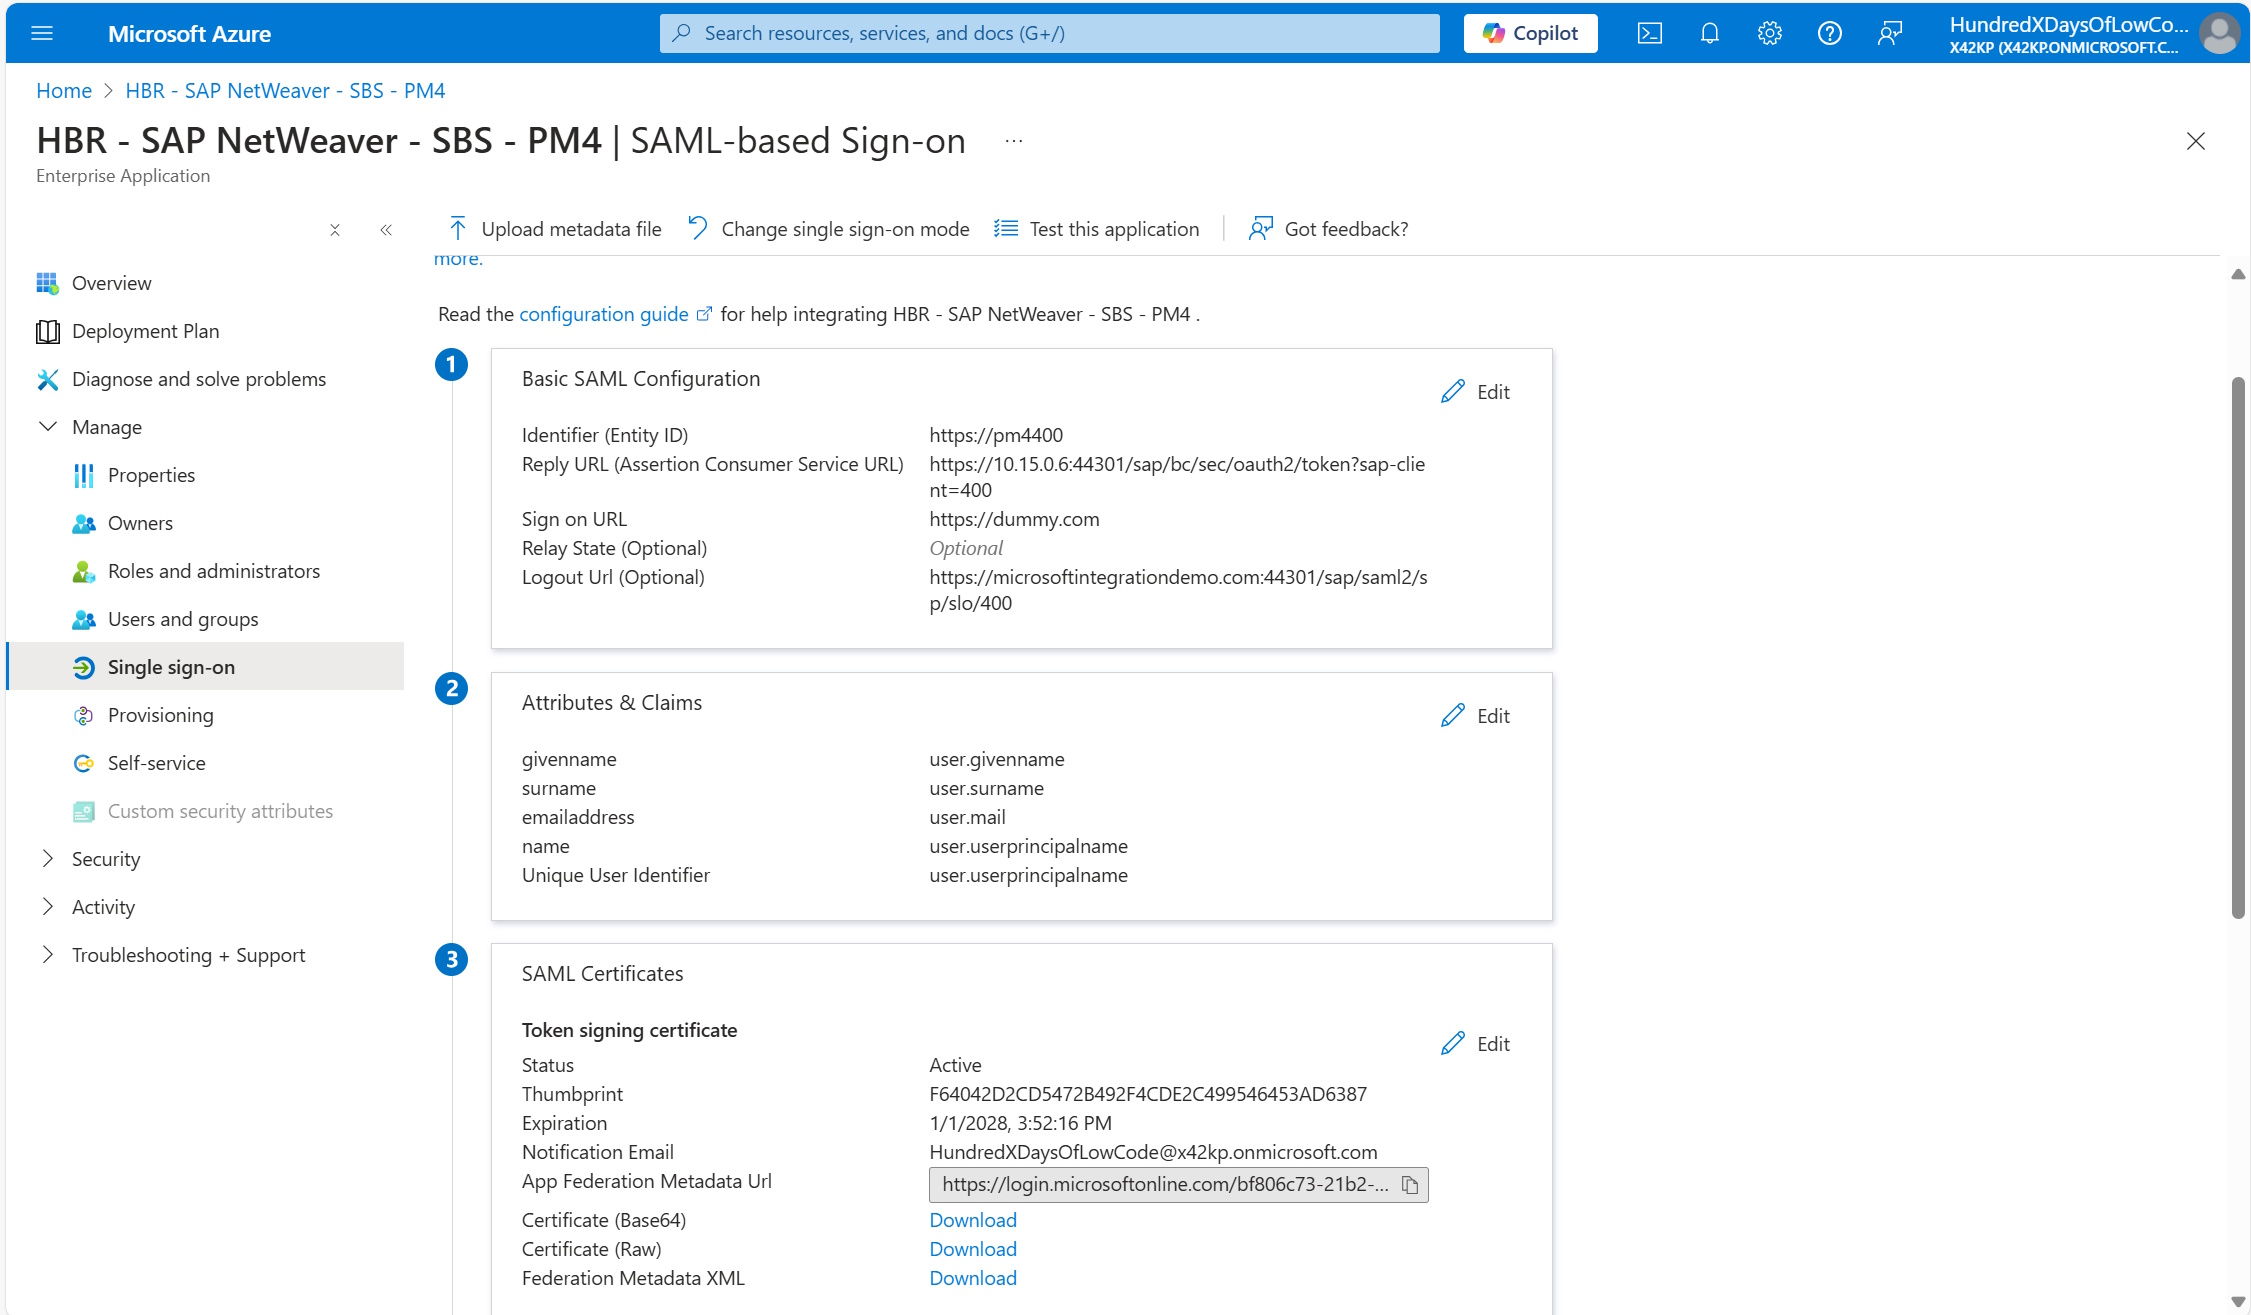 Microsoft Azure
Search resources, services, and docs (G+/)
Copilot
HundredXDaysOfLowCo...
X42KP (X42KP.ONMICROSOFT.C...
Home > HBR - SAP NetWeaver - SBS - PM4
HBR - SAP NetWeaver - SBS - PM4 | SAML-based Sign-on ...
Enterprise Application
Upload metadata file
Change single sign-on mode
Test this application
Got feedback?
Overview
Deployment Plan
Diagnose and solve problems
Manage
Properties
Owners
Roles and administrators
Users and groups
Single sign-on
Provisioning
Self-service
Custom security attributes
Security
Activity
Troubleshooting + Support
more.
Read the configuration guide for help integrating HBR - SAP NetWeaver - SBS - PM4 .
1
Basic SAML Configuration
Edit
Identifier (Entity ID) https://pm4400
Reply URL (Assertion Consumer Service URL) https://10.15.0.6:44301/sap/bc/sec/oauth2/token?sap-clie
nt=400
Sign on URL https://dummy.com
Relay State (Optional) Optional
Logout Url (Optional) https://microsoftintegrationdemo.com:44301/sap/saml2/s
p/slo/400
2
Attributes & Claims
Edit
givenname user.givenname
surname user.surname
emailaddress user.mail
name user.userprincipalname
Unique User Identifier user.userprincipalname
3
SAML Certificates
Token signing certificate
Edit
Status Active
Thumbprint F64042D2CD5472B492F4CDE2C499546453AD6387
Expiration 1/1/2028, 3:52:16 PM
Notification Email HundredXDaysOfLowCode@x42kp.onmicrosoft.com
App Federation Metadata Url https://login.microsoftonline.com/bf806c73-21b2-...
Certificate (Base64) Download
Certificate (Raw) Download
Federation Metadata XML Download